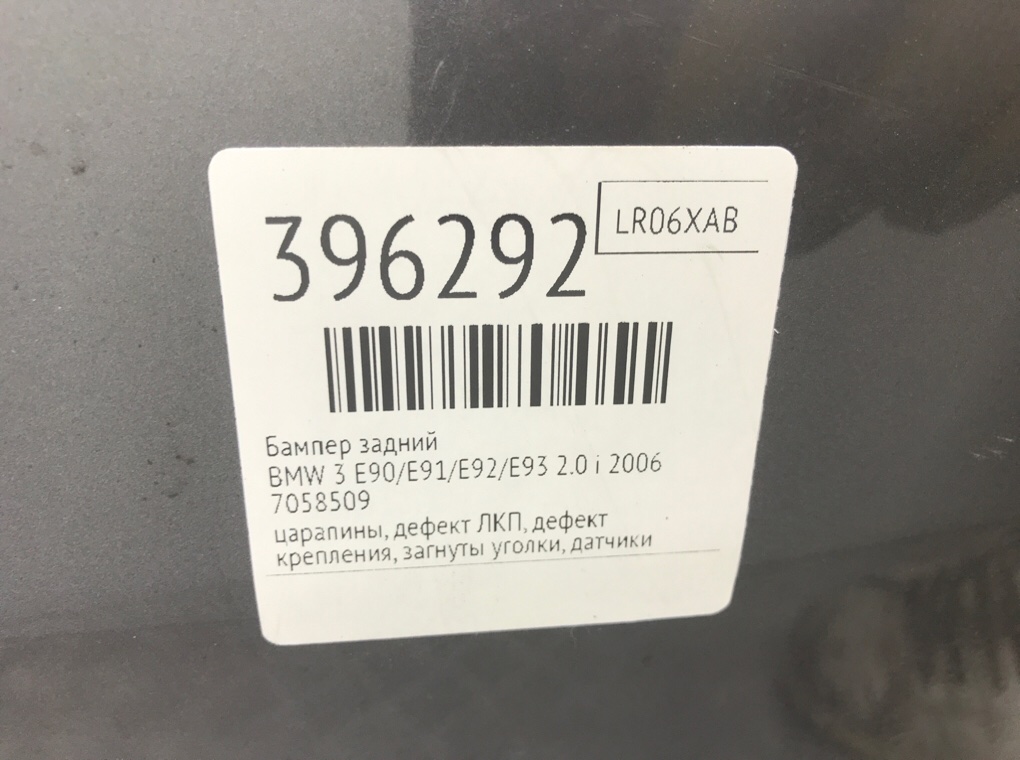 396292
LR06XAB
Бампер задний
BMW 3 E90/E91/E92/E93 2.0 i 2006
7058509
царапины, дефект ЛКП, дефект
крепления, загнуты уголки, датчики